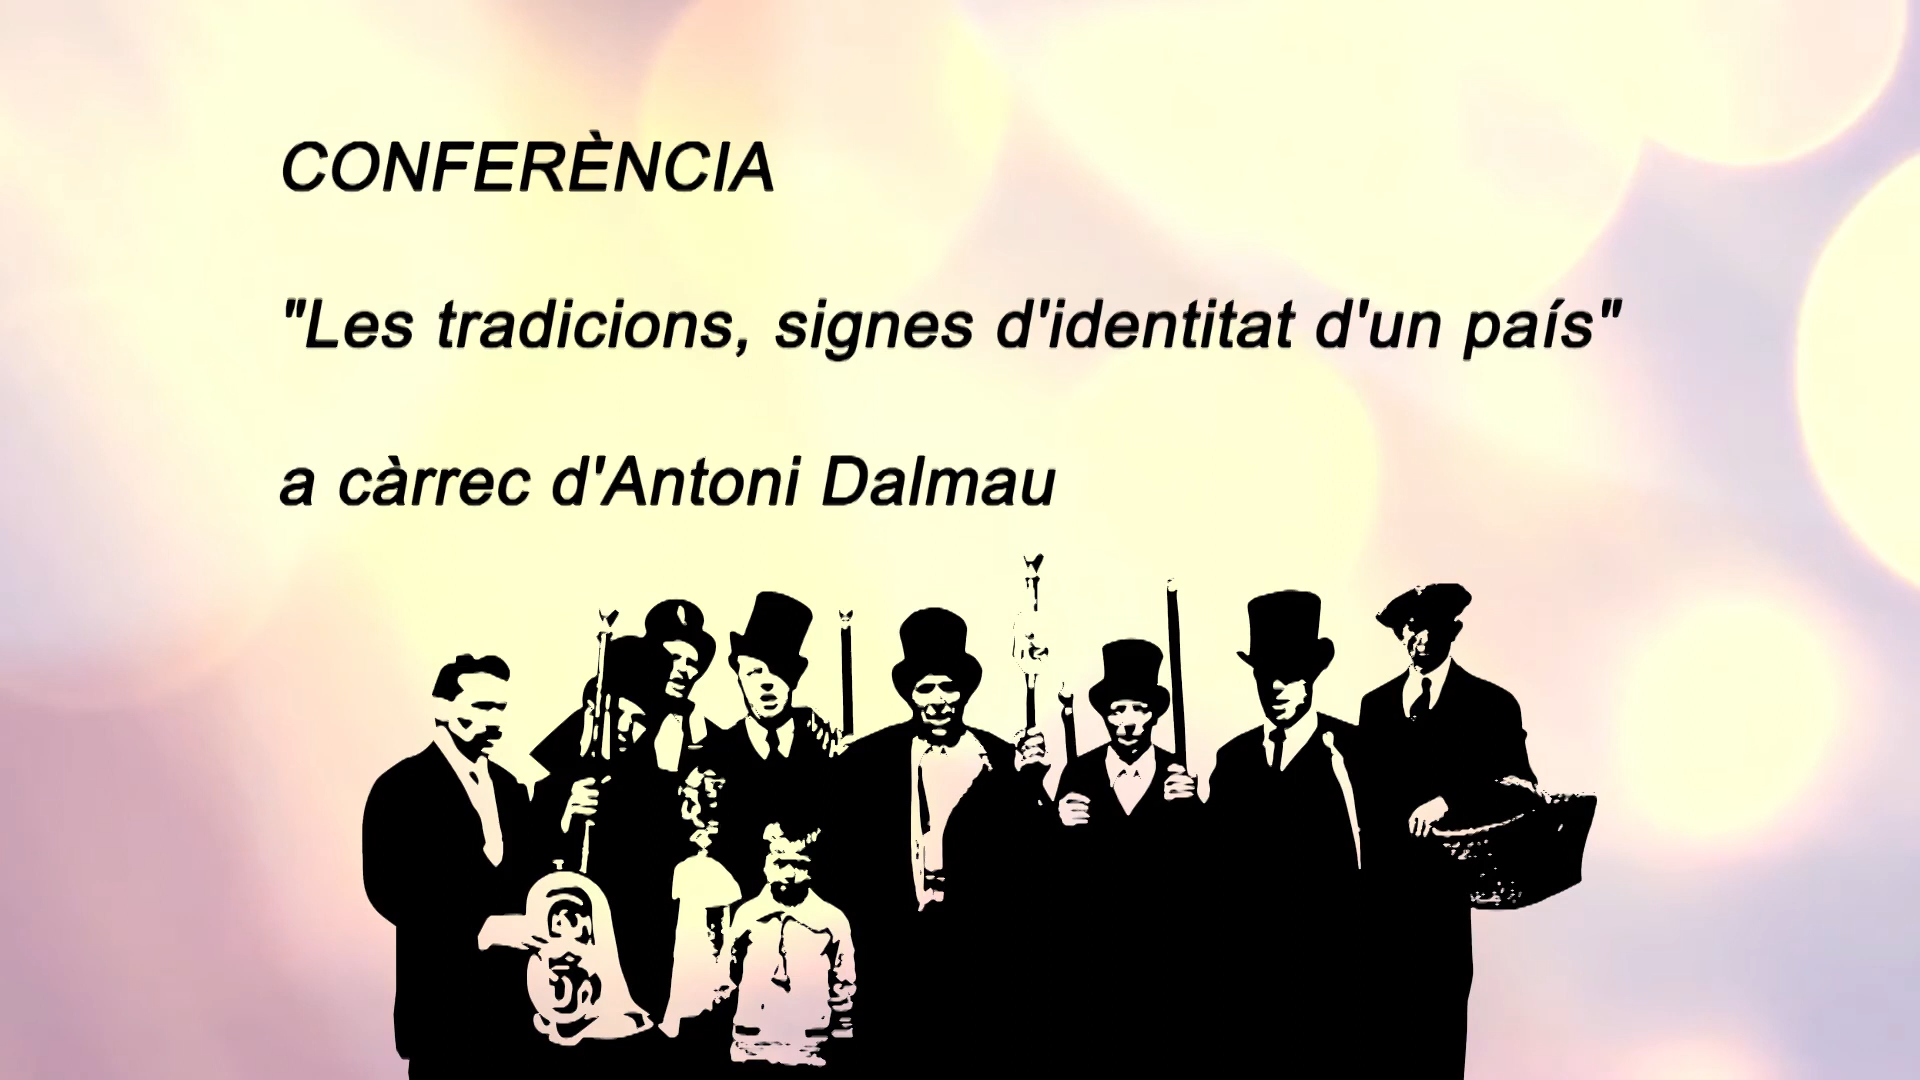 CONFERÈNCIA
"Les tradicions, signes d'identitat d'un país"
a càrrec d'Antoni Dalmau